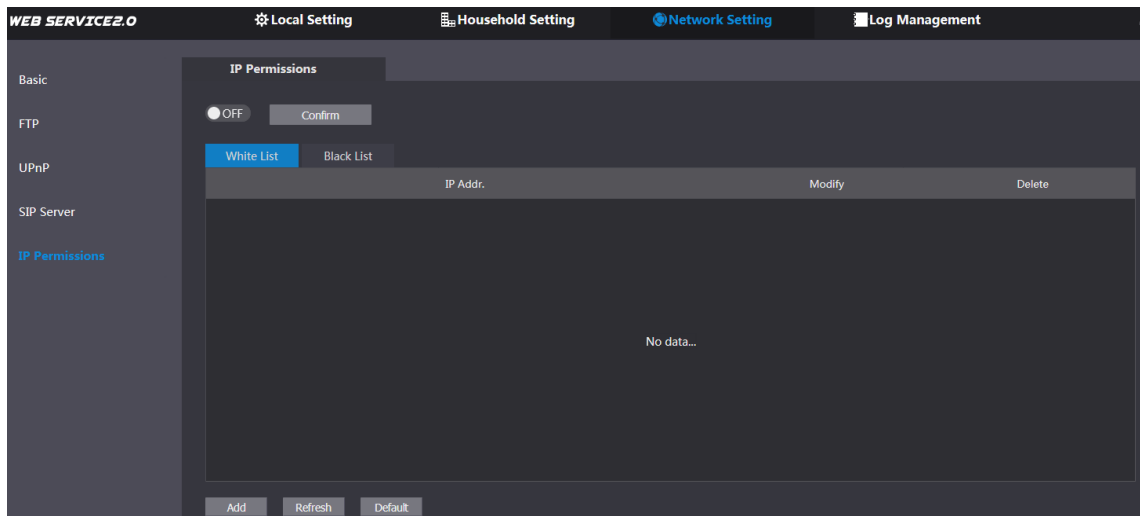 WEB SERVICE2.0 Local Setting Household Setting Network Setting Log Management
Basic
FTP
UPnP
SIP Server
IP Permissions
IP Permissions
OFF Confirm
White List Black List
IP Addr. Modify Delete
No data...
Add Refresh Default